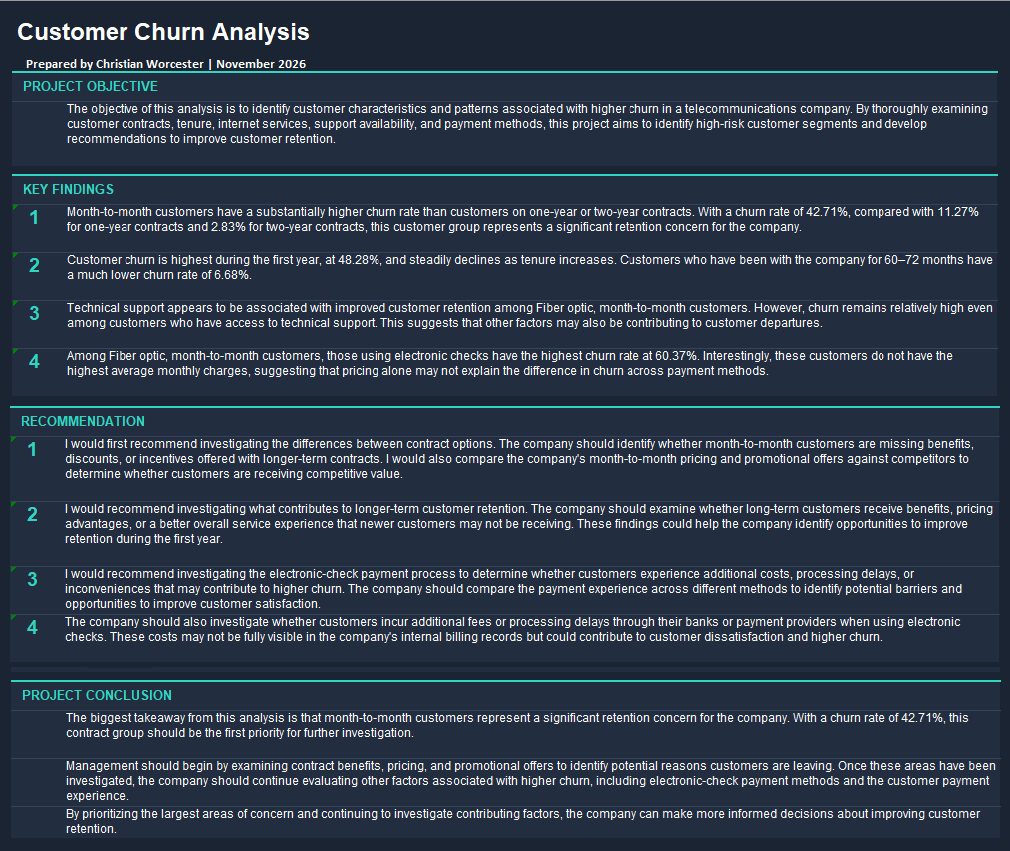 Customer Churn Analysis
Prepared by Christian Worcester | November 2026
PROJECT OBJECTIVE
The objective of this analysis is to identify customer characteristics and patterns associated with higher churn in a telecommunications company. By thoroughly examining
customer contracts, tenure, internet services, support availability, and payment methods, this project aims to identify high-risk customer segments and develop
recommendations to improve customer retention.
KEY FINDINGS
1
Month-to-month customers have a substantially higher churn rate than customers on one-year or two-year contracts. With a churn rate of 42.71%, compared with 11.27%
for one-year contracts and 2.83% for two-year contracts, this customer group represents a significant retention concern for the company.
2
Customer churn is highest during the first year, at 48.28%, and steadily declines as tenure increases. Customers who have been with the company for 60–72 months have
a much lower churn rate of 6.68%.
3
Technical support appears to be associated with improved customer retention among Fiber optic, month-to-month customers. However, churn remains relatively high even
among customers who have access to technical support. This suggests that other factors may also be contributing to customer departures.
4
Among Fiber optic, month-to-month customers, those using electronic checks have the highest churn rate at 60.37%. Interestingly, these customers do not have the
highest average monthly charges, suggesting that pricing alone may not explain the difference in churn across payment methods.
RECOMMENDATION
1
I would first recommend investigating the differences between contract options. The company should identify whether month-to-month customers are missing benefits,
discounts, or incentives offered with longer-term contracts. I would also compare the company's month-to-month pricing and promotional offers against competitors to
determine whether customers are receiving competitive value.
2
I would recommend investigating what contributes to longer-term customer retention. The company should examine whether long-term customers receive benefits, pricing
advantages, or a better overall service experience that newer customers may not be receiving. These findings could help the company identify opportunities to improve
retention during the first year.
3
I would recommend investigating the electronic-check payment process to determine whether customers experience additional costs, processing delays, or
inconveniences that may contribute to higher churn. The company should compare the payment experience across different methods to identify potential barriers and
opportunities to improve customer satisfaction.
4
The company should also investigate whether customers incur additional fees or processing delays through their banks or payment providers when using electronic
checks. These costs may not be fully visible in the company's internal billing records but could contribute to customer dissatisfaction and higher churn.
PROJECT CONCLUSION
The biggest takeaway from this analysis is that month-to-month customers represent a significant retention concern for the company. With a churn rate of 42.71%, this
contract group should be the first priority for further investigation.
Management should begin by examining contract benefits, pricing, and promotional offers to identify potential reasons customers are leaving. Once these areas have been
investigated, the company should continue evaluating other factors associated with higher churn, including electronic-check payment methods and the customer payment
experience.
By prioritizing the largest areas of concern and continuing to investigate contributing factors, the company can make more informed decisions about improving customer
retention.